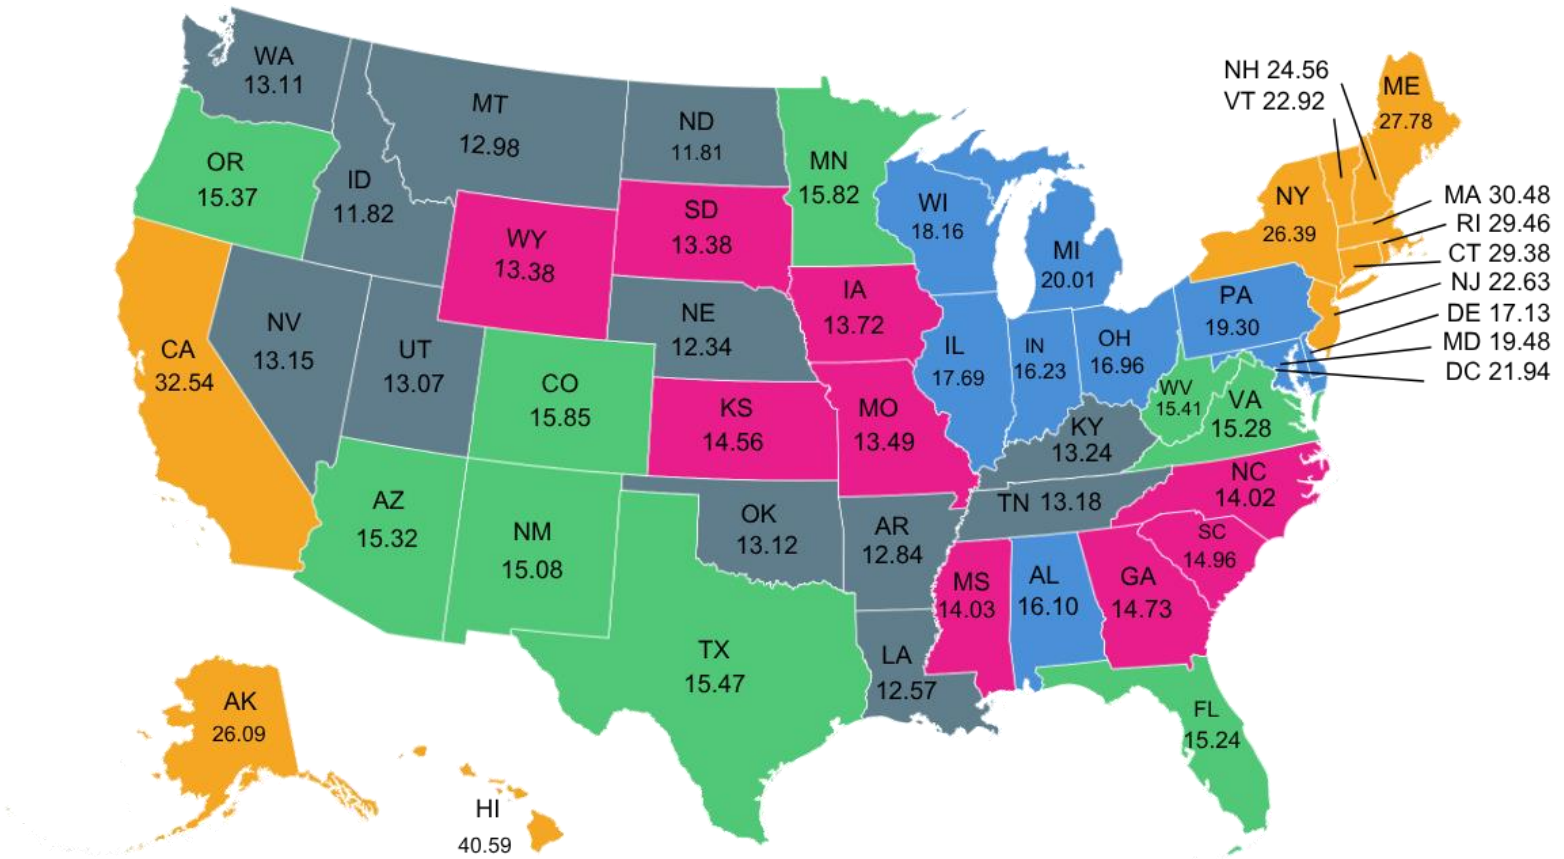 WA
13.11
MT
12.98
ND
11.81
MN
15.82
OR
15.37
ID
11.82
WY
13.38
SD
13.38
WI
18.16
MI
20.01
NH 24.56
VT 22.92
ME
27.78
NY
26.39
MA 30.48
RI 29.46
CT 29.38
NJ 22.63
DE 17.13
MD 19.48
DC 21.94
PA
19.30
CA
32.54
NV
13.15
UT
13.07
CO
15.85
NE
12.34
IA
13.72
IL
17.69
IN
16.23
OH
16.96
WV
15.41
VA
15.28
KS
14.56
MO
13.49
KY
13.24
TN 13.18
NC
14.02
SC
14.96
AZ
15.32
NM
15.08
OK
13.12
AR
12.84
MS
14.03
AL
16.10
GA
14.73
TX
15.47
LA
12.57
FL
15.24
AK
26.09
HI
40.59